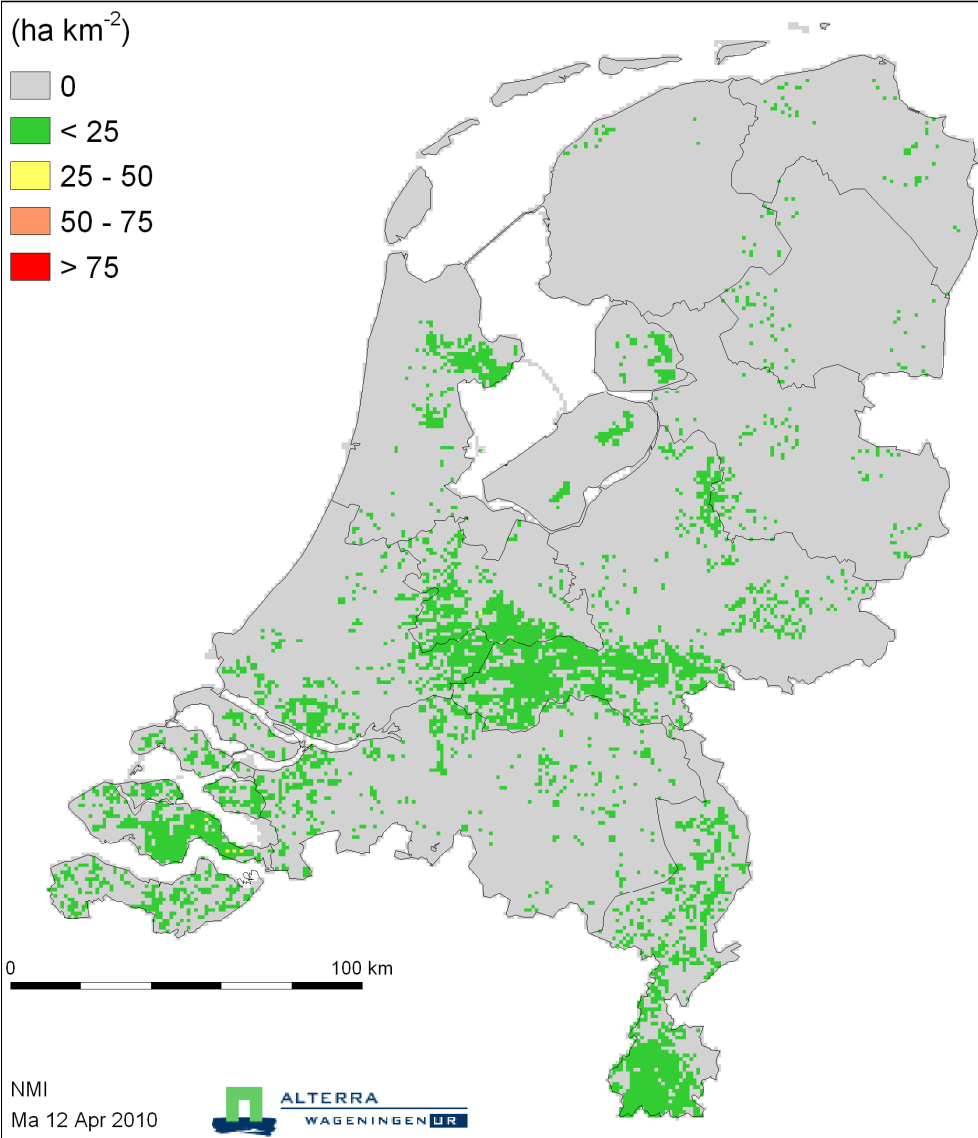 (ha km-2)
0
< 25
25 - 50
50 - 75
> 75
0 100 km
NMI
Ma 12 Apr 2010
ALTERRA
WAGENINGEN UR